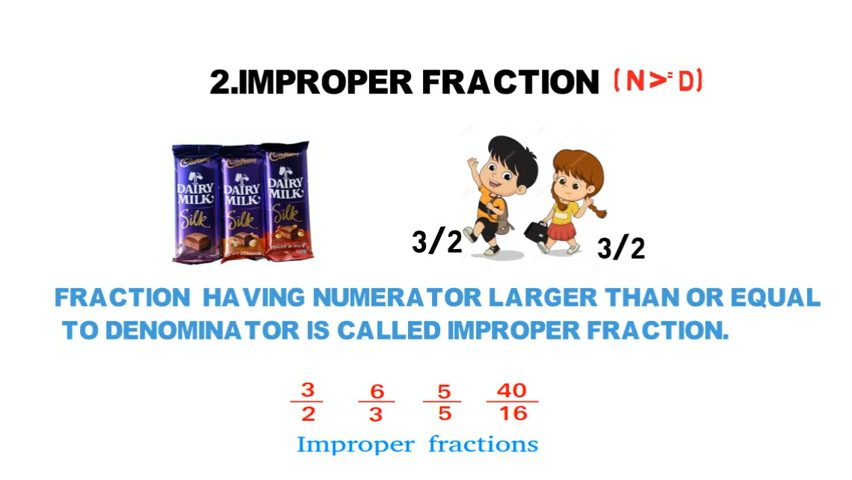 2.IMPROPER FRACTION (N>=D)
Cadbury
DAIRY MILK
Silk
DAIRY MILK
Silk
DAIRY MILK
Silk
3/2
3/2
FRACTION HAVING NUMERATOR LARGER THAN OR EQUAL
TO DENOMINATOR IS CALLED IMPROPER FRACTION.
3 6 5 40
2 3 5 16
Improper fractions